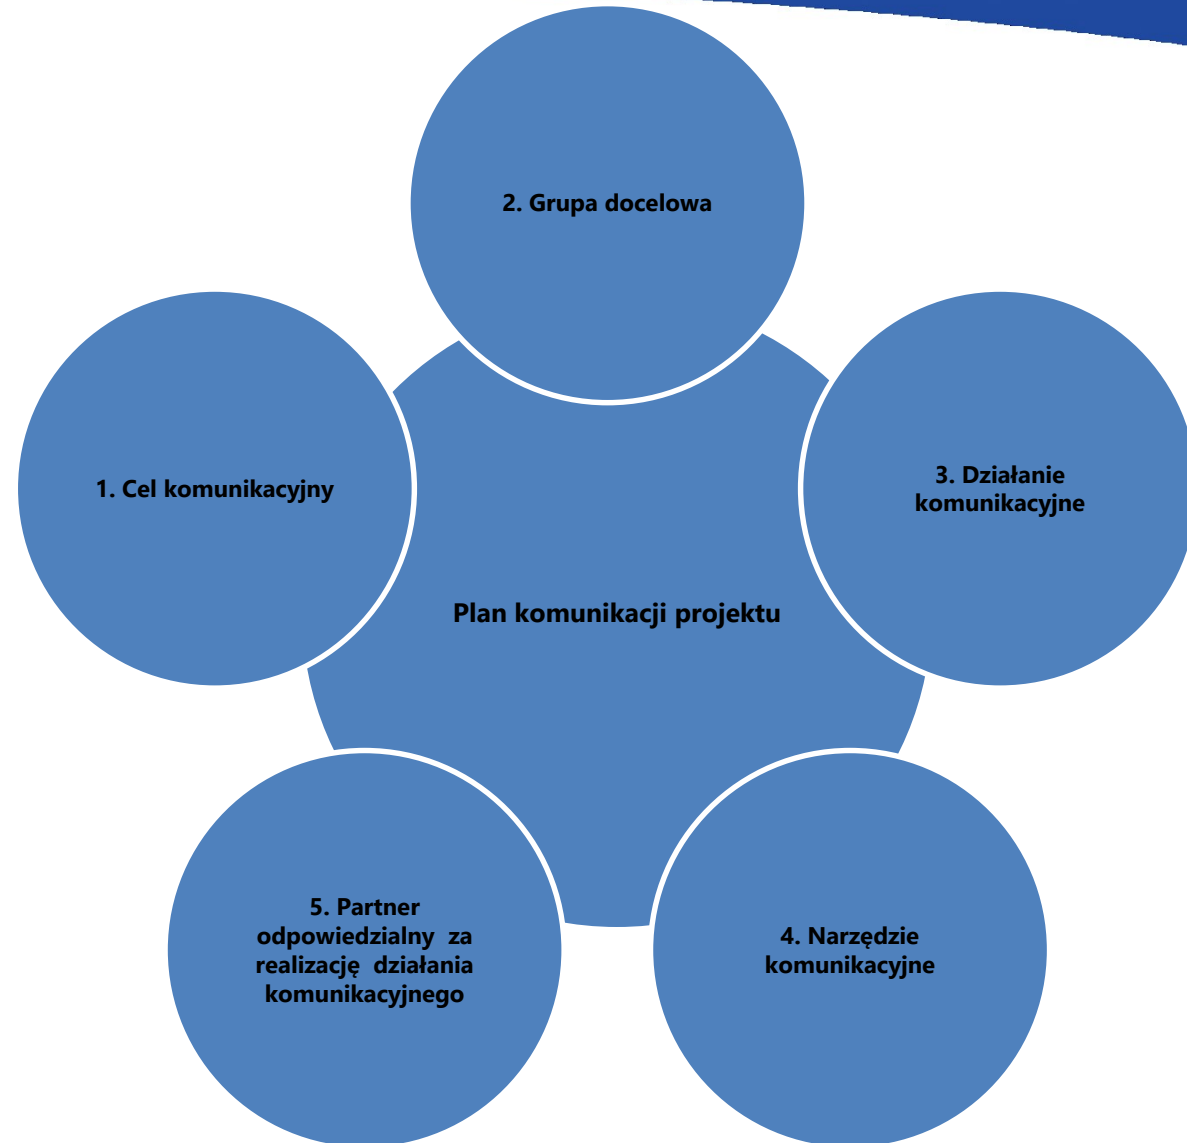 2. Grupa docelowa
1. Cel komunikacyjny
3. Działanie
komunikacyjne
Plan komunikacji projektu
5. Partner
odpowiedzialny za
realizację działania
komunikacyjnego
4. Narzędzie
komunikacyjne